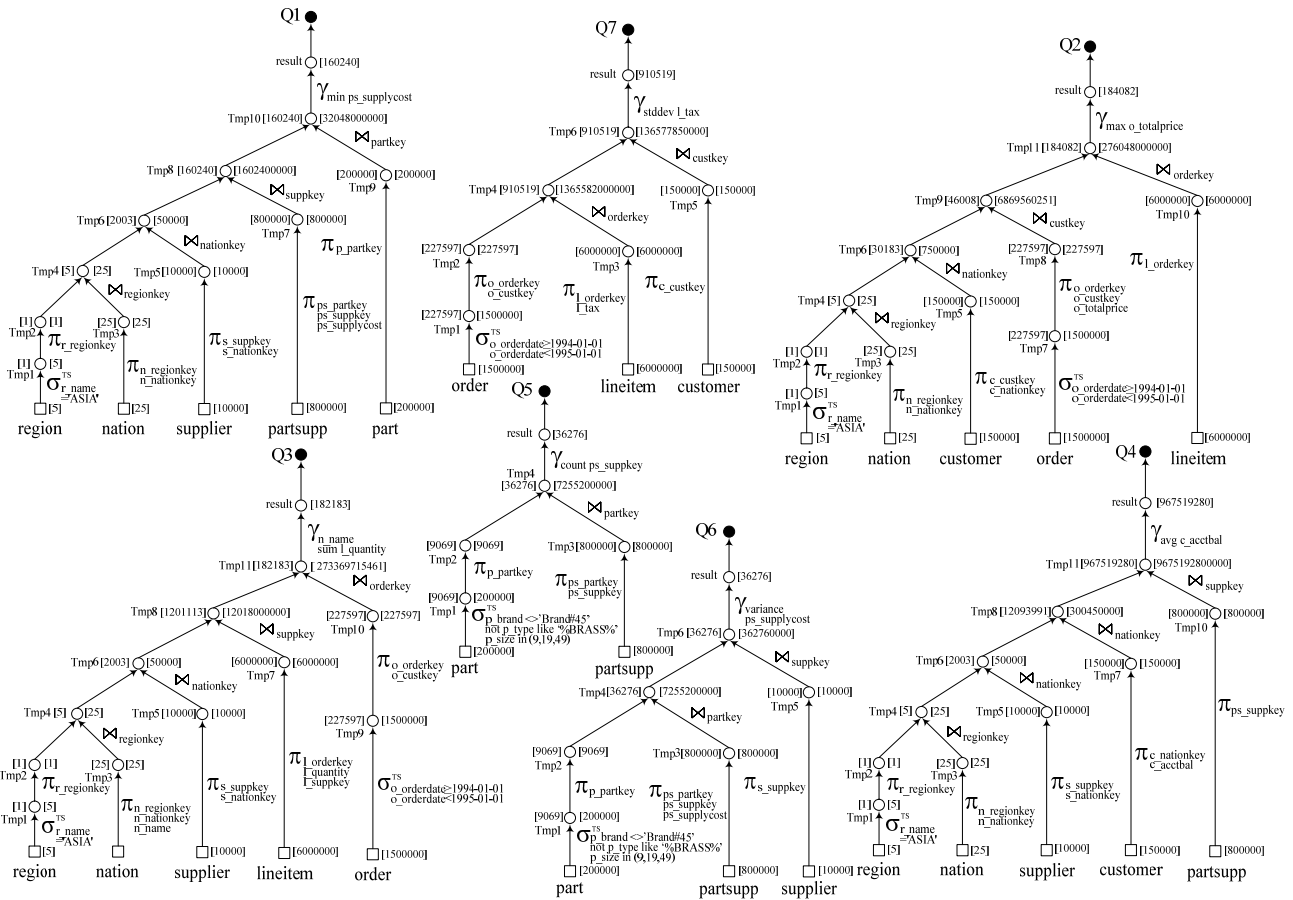 Q1
result [160240]
γ min ps_supplycost
Tmp10 [160240] [32048000000]
⋈ partkey
Tmp8 [160240] [1602400000]
[200000] [200000]
Tmp9
⋈ suppkey
Tmp6 [2003] [50000]
[800000] [800000]
Tmp7
⋈ nationkey
π p_partkey
Tmp4 [5] [25]
Tmp5 [10000] [10000]
⋈ regionkey
[1] [1]
Tmp2
π r_regionkey
[25] [25]
Tmp3
π ps_partkey
ps_suppkey
ps_supplycost
π s_suppkey
s_nationkey
[1] [5]
Tmp1
σ TS r_name
='ASIA'
π n_regionkey
n_nationkey
[5]
[25]
[10000]
[800000]
[200000]
region
nation
supplier
partsupp
part
Q7
result [910519]
γ stddev l_tax
Tmp6 [910519] [136577850000]
⋈ custkey
Tmp4 [910519] [1365582000000]
[150000] [150000]
Tmp5
⋈ orderkey
[227597] [227597]
Tmp2
[6000000] [6000000]
Tmp3
π o_orderkey
o_custkey
π l_orderkey
l_tax
π c_custkey
[227597] [1500000]
Tmp1
σ TS o_orderdate>1994-01-01
o_orderdate<1995-01-01
[1500000]
[6000000]
[150000]
order
lineitem
customer
Q2
result [184082]
γ max o_totalprice
Tmp11 [184082] [276048000000]
⋈ orderkey
Tmp9 [46008] [6869560251]
[6000000] [6000000]
Tmp10
⋈ custkey
Tmp6 [30183] [750000]
[227597] [227597]
Tmp8
⋈ nationkey
π l_orderkey
π o_orderkey
o_custkey
o_totalprice
Tmp4 [5] [25]
[150000] [150000]
Tmp5
⋈ regionkey
[227597] [1500000]
Tmp7
[1] [1]
Tmp2
π r_regionkey
[25] [25]
Tmp3
π c_custkey
c_nationkey
σ TS o_orderdate>1994-01-01
o_orderdate<1995-01-01
[1] [5]
Tmp1
σ TS r_name
='ASIA'
π n_regionkey
n_nationkey
[5]
[25]
[150000]
[1500000]
[6000000]
region
nation
customer
order
lineitem
Q5
result [36276]
γ count ps_suppkey
Tmp4
[36276] [7255200000]
⋈ partkey
[9069] [9069]
Tmp2
Tmp3 [800000] [800000]
π p_partkey
π ps_partkey
ps_suppkey
[9069] [200000]
Tmp1
σ TS p_brand <>'Brand#45'
not p_type like '%BRASS%'
p_size in (9,19,49)
[200000]
[800000]
part
partsupp
Q3
result [182183]
γ n_name
sum l_quantity
Tmp11 [182183] [273369715461]
⋈ orderkey
Tmp8 [1201113] [12018000000]
[227597] [227597]
Tmp10
⋈ suppkey
Tmp6 [2003] [50000]
[6000000] [6000000]
Tmp7
π o_orderkey
o_custkey
⋈ nationkey
Tmp4 [5] [25]
Tmp5 [10000] [10000]
[227597] [1500000]
Tmp9
⋈ regionkey
[1] [1]
Tmp2
π r_regionkey
[25] [25]
Tmp3
π s_suppkey
s_nationkey
π l_orderkey
l_quantity
l_suppkey
σ TS o_orderdate>1994-01-01
o_orderdate<1995-01-01
[1] [5]
Tmp1
σ TS r_name
='ASIA'
π n_regionkey
n_nationkey
n_name
[5]
[10000]
[6000000]
[1500000]
region
nation
supplier
lineitem
order
Q6
result [36276]
γ variance
ps_supplycost
Tmp6 [36276] [362760000]
⋈ suppkey
Tmp4 [36276] [7255200000]
[10000] [10000]
Tmp5
⋈ partkey
[9069] [9069]
Tmp2
Tmp3 [800000] [800000]
π p_partkey
π ps_partkey
ps_suppkey
ps_supplycost
π s_suppkey
[9069] [200000]
Tmp1
σ TS p_brand <>'Brand#45'
not p_type like '%BRASS%'
p_size in (9,19,49)
[200000]
[800000]
[10000]
part
partsupp
supplier
Q4
result [967519280]
γ avg c_acctbal
Tmp11 [967519280] [9675192800000]
⋈ suppkey
Tmp8 [12093991] [300450000]
[800000] [800000]
Tmp10
⋈ nationkey
Tmp6 [2003] [50000]
[150000] [150000]
Tmp7
⋈ nationkey
π ps_suppkey
Tmp4 [5] [25]
Tmp5 [10000] [10000]
⋈ regionkey
[1] [1]
Tmp2
π r_regionkey
[25] [25]
Tmp3
π c_nationkey
c_acctbal
π s_suppkey
s_nationkey
[1] [5]
Tmp1
σ TS r_name
='ASIA'
π n_regionkey
n_nationkey
[5]
[25]
[10000]
[150000]
[800000]
region
nation
supplier
customer
partsupp